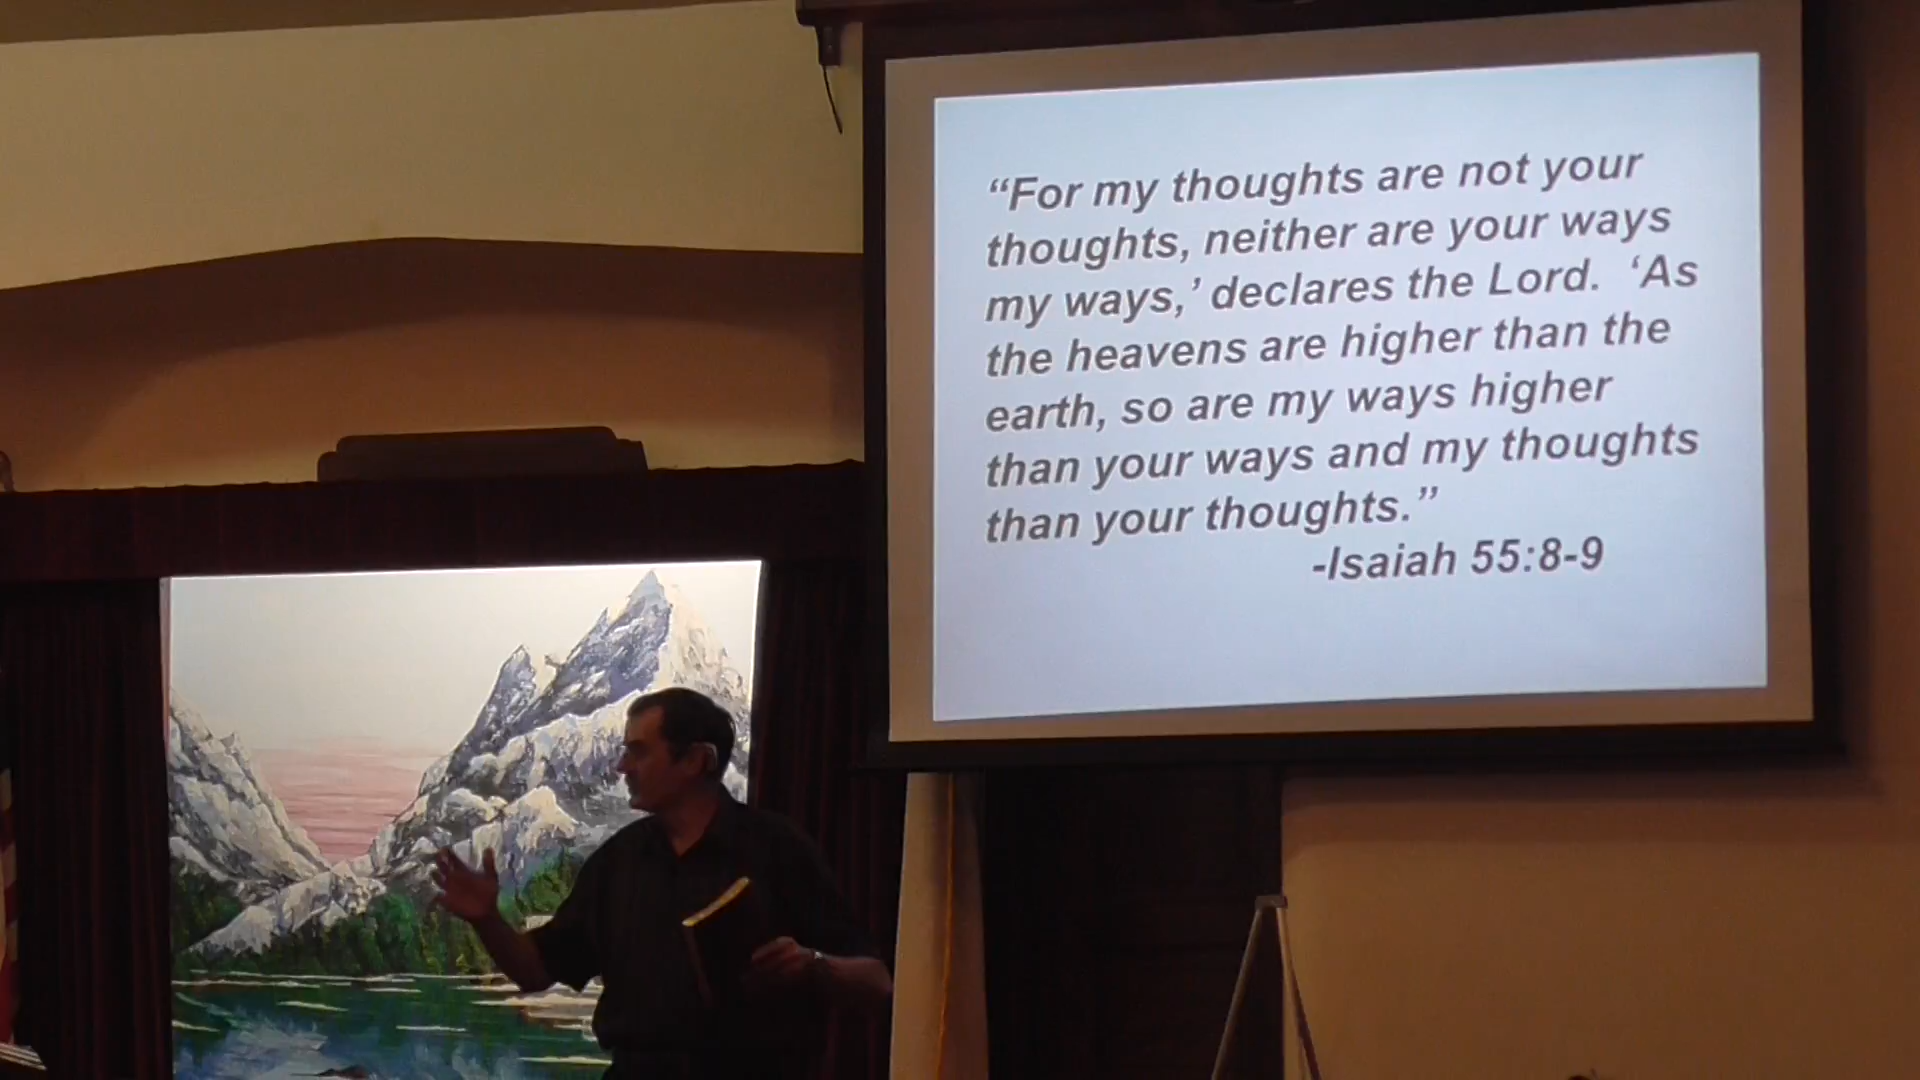 “For my thoughts are not your
thoughts, neither are your ways
my ways,’ declares the Lord.  ‘As
the heavens are higher than the
earth, so are my ways higher
than your ways and my thoughts
than your thoughts.”
-Isaiah 55:8-9